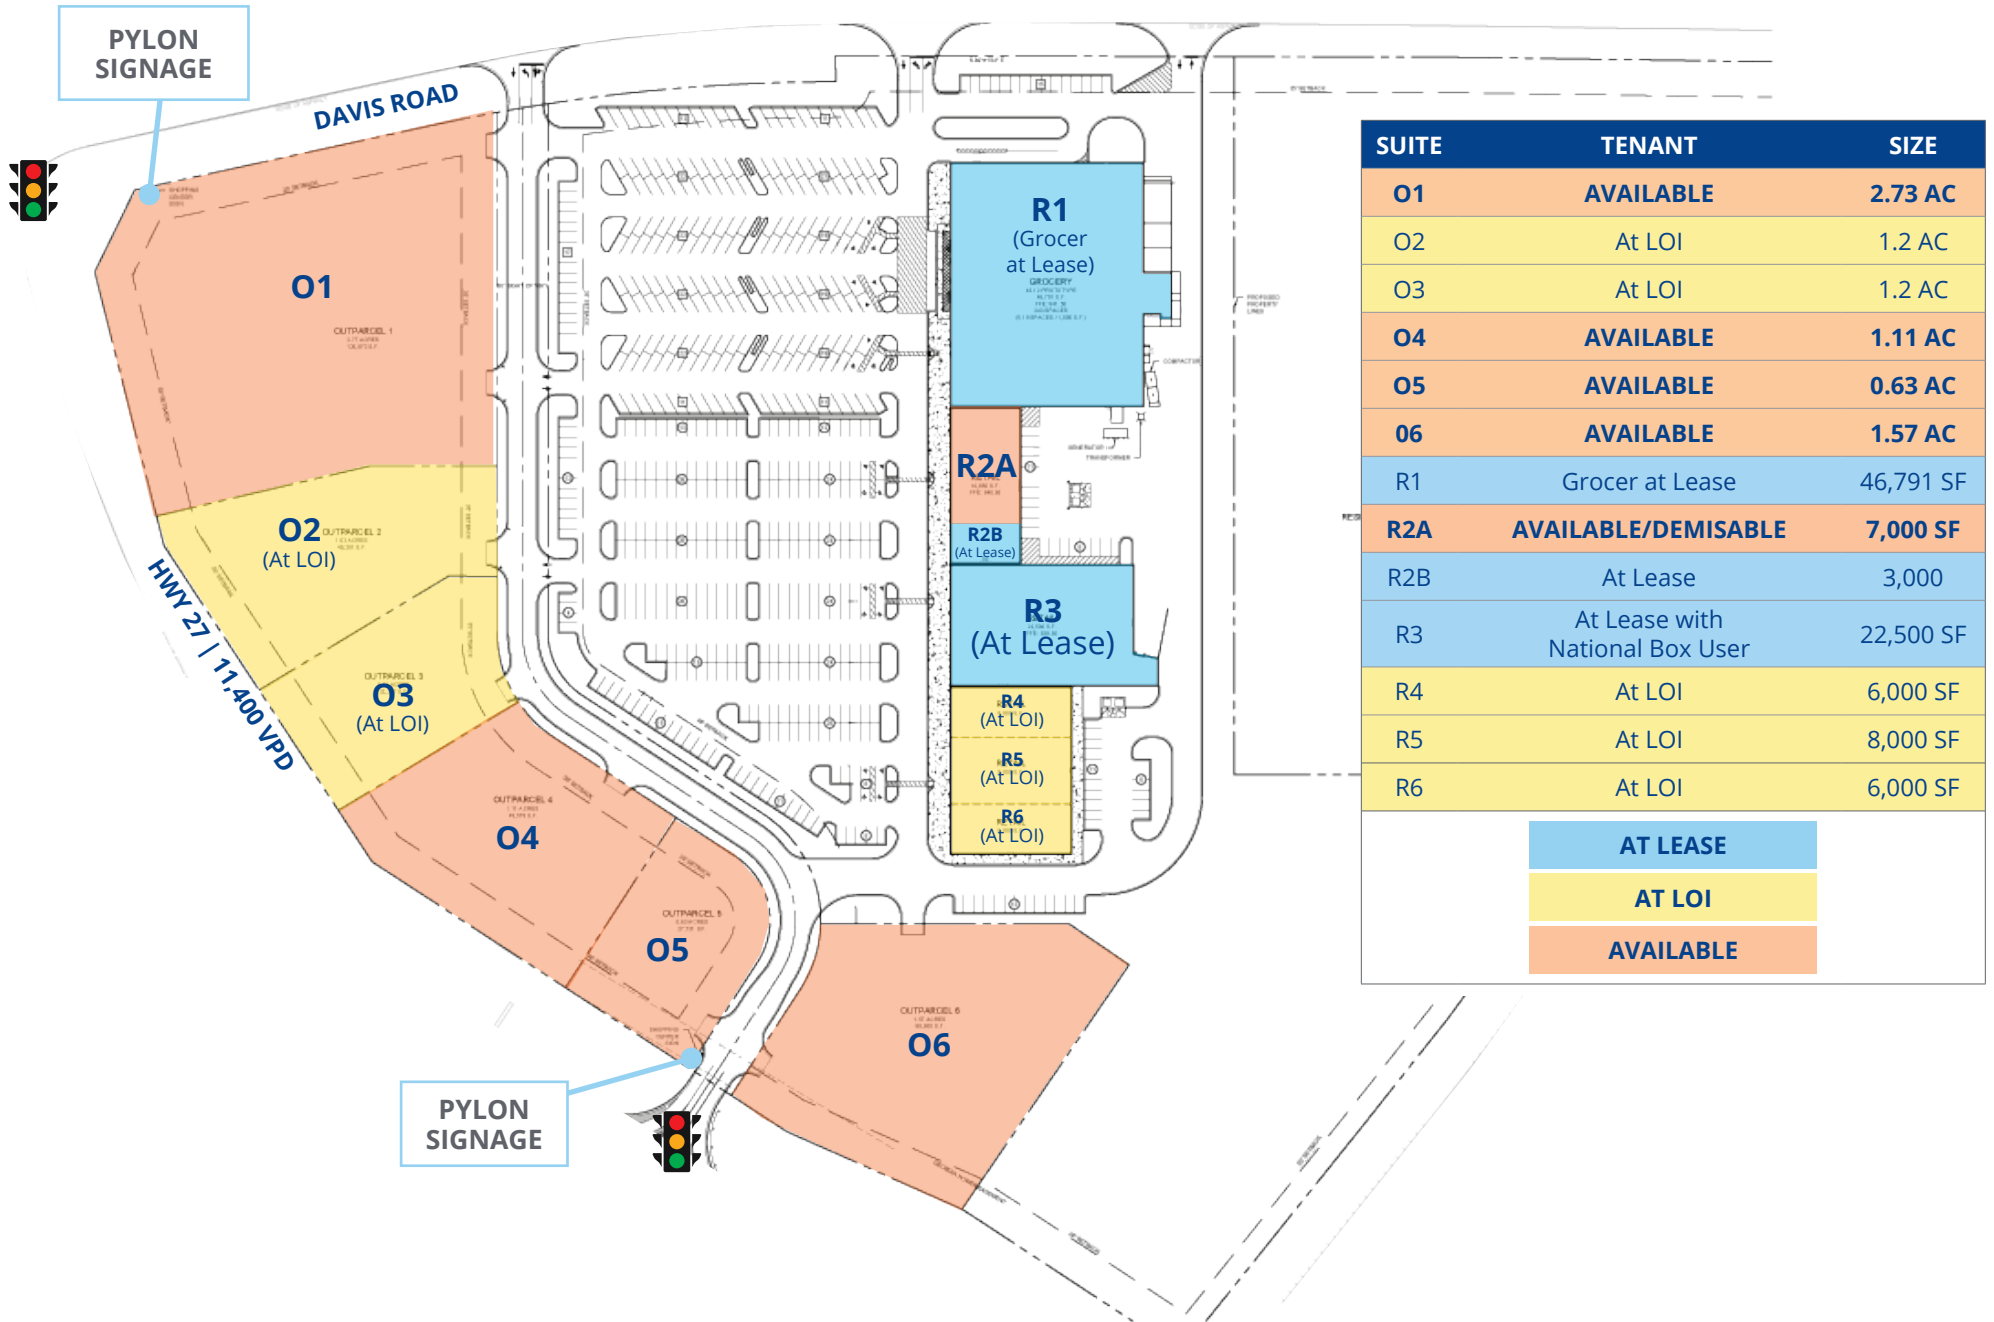 PYLON
SIGNAGE
DAVIS ROAD
O1
OUTPARCEL 1
O2
OUTPARCEL 2
(At LOI)
HWY 27 | 11,400 VPD
OUTPARCEL 3
O3
(At LOI)
OUTPARCEL 4
O4
OUTPARCEL 5
O5
OUTPARCEL 6
O6
PYLON
SIGNAGE
R1
(Grocer
at Lease)
GROCERY
R2A
R2B
(At Lease)
R3
(At Lease)
R4
(At LOI)
R5
(At LOI)
R6
(At LOI)
COMPACTOR
GENERATOR
TRANSFORMER
PROPOSED
PROPERTY
LINES
SUITE TENANT SIZE
O1 AVAILABLE 2.73 AC
O2 At LOI 1.2 AC
O3 At LOI 1.2 AC
O4 AVAILABLE 1.11 AC
O5 AVAILABLE 0.63 AC
06 AVAILABLE 1.57 AC
R1 Grocer at Lease 46,791 SF
R2A AVAILABLE/DEMISABLE 7,000 SF
R2B At Lease 3,000
R3 At Lease with
National Box User 22,500 SF
R4 At LOI 6,000 SF
R5 At LOI 8,000 SF
R6 At LOI 6,000 SF
AT LEASE
AT LOI
AVAILABLE